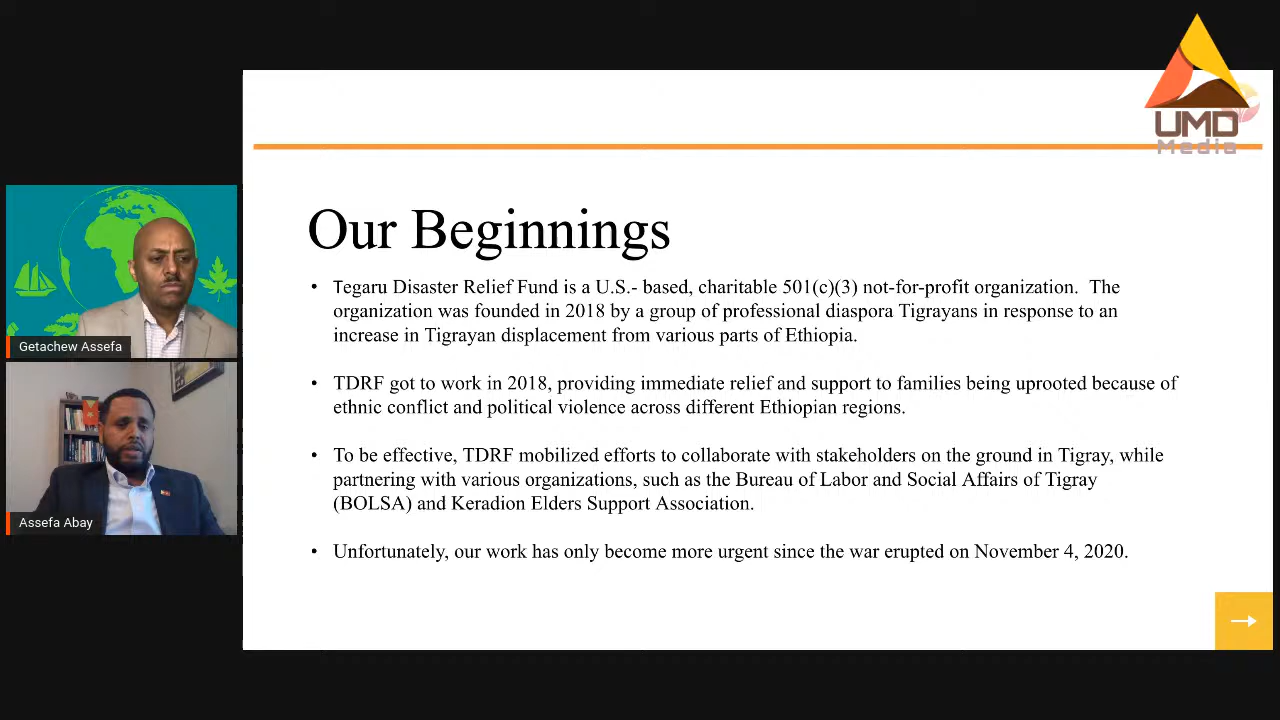 UMD
Media
Our Beginnings
• Tegaru Disaster Relief Fund is a U.S.- based, charitable 501(c)(3) not-for-profit organization.  The
organization was founded in 2018 by a group of professional diaspora Tigrayans in response to an
increase in Tigrayan displacement from various parts of Ethiopia.
• TDRF got to work in 2018, providing immediate relief and support to families being uprooted because of
ethnic conflict and political violence across different Ethiopian regions.
• To be effective, TDRF mobilized efforts to collaborate with stakeholders on the ground in Tigray, while
partnering with various organizations, such as the Bureau of Labor and Social Affairs of Tigray
(BOLSA) and Keradion Elders Support Association.
• Unfortunately, our work has only become more urgent since the war erupted on November 4, 2020.
Getachew Assefa
Assefa Abay